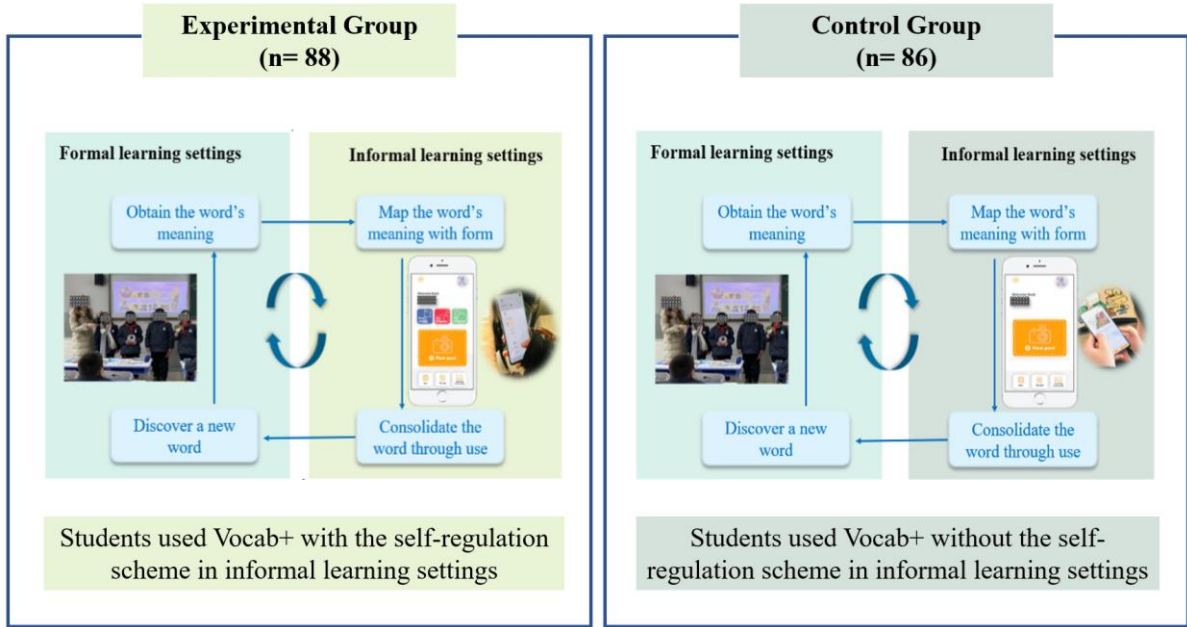 Experimental Group
(n= 88)
Formal learning settings
Informal learning settings
Obtain the word's
meaning
Map the word's
meaning with form
Discover a new
word
Consolidate the
word through use
Students used Vocab+ with the self-regulation
scheme in informal learning settings
Control Group
(n= 86)
Formal learning settings
Informal learning settings
Obtain the word's
meaning
Map the word's
meaning with form
Discover a new
word
Consolidate the
word through use
Students used Vocab+ without the self-
regulation scheme in informal learning settings